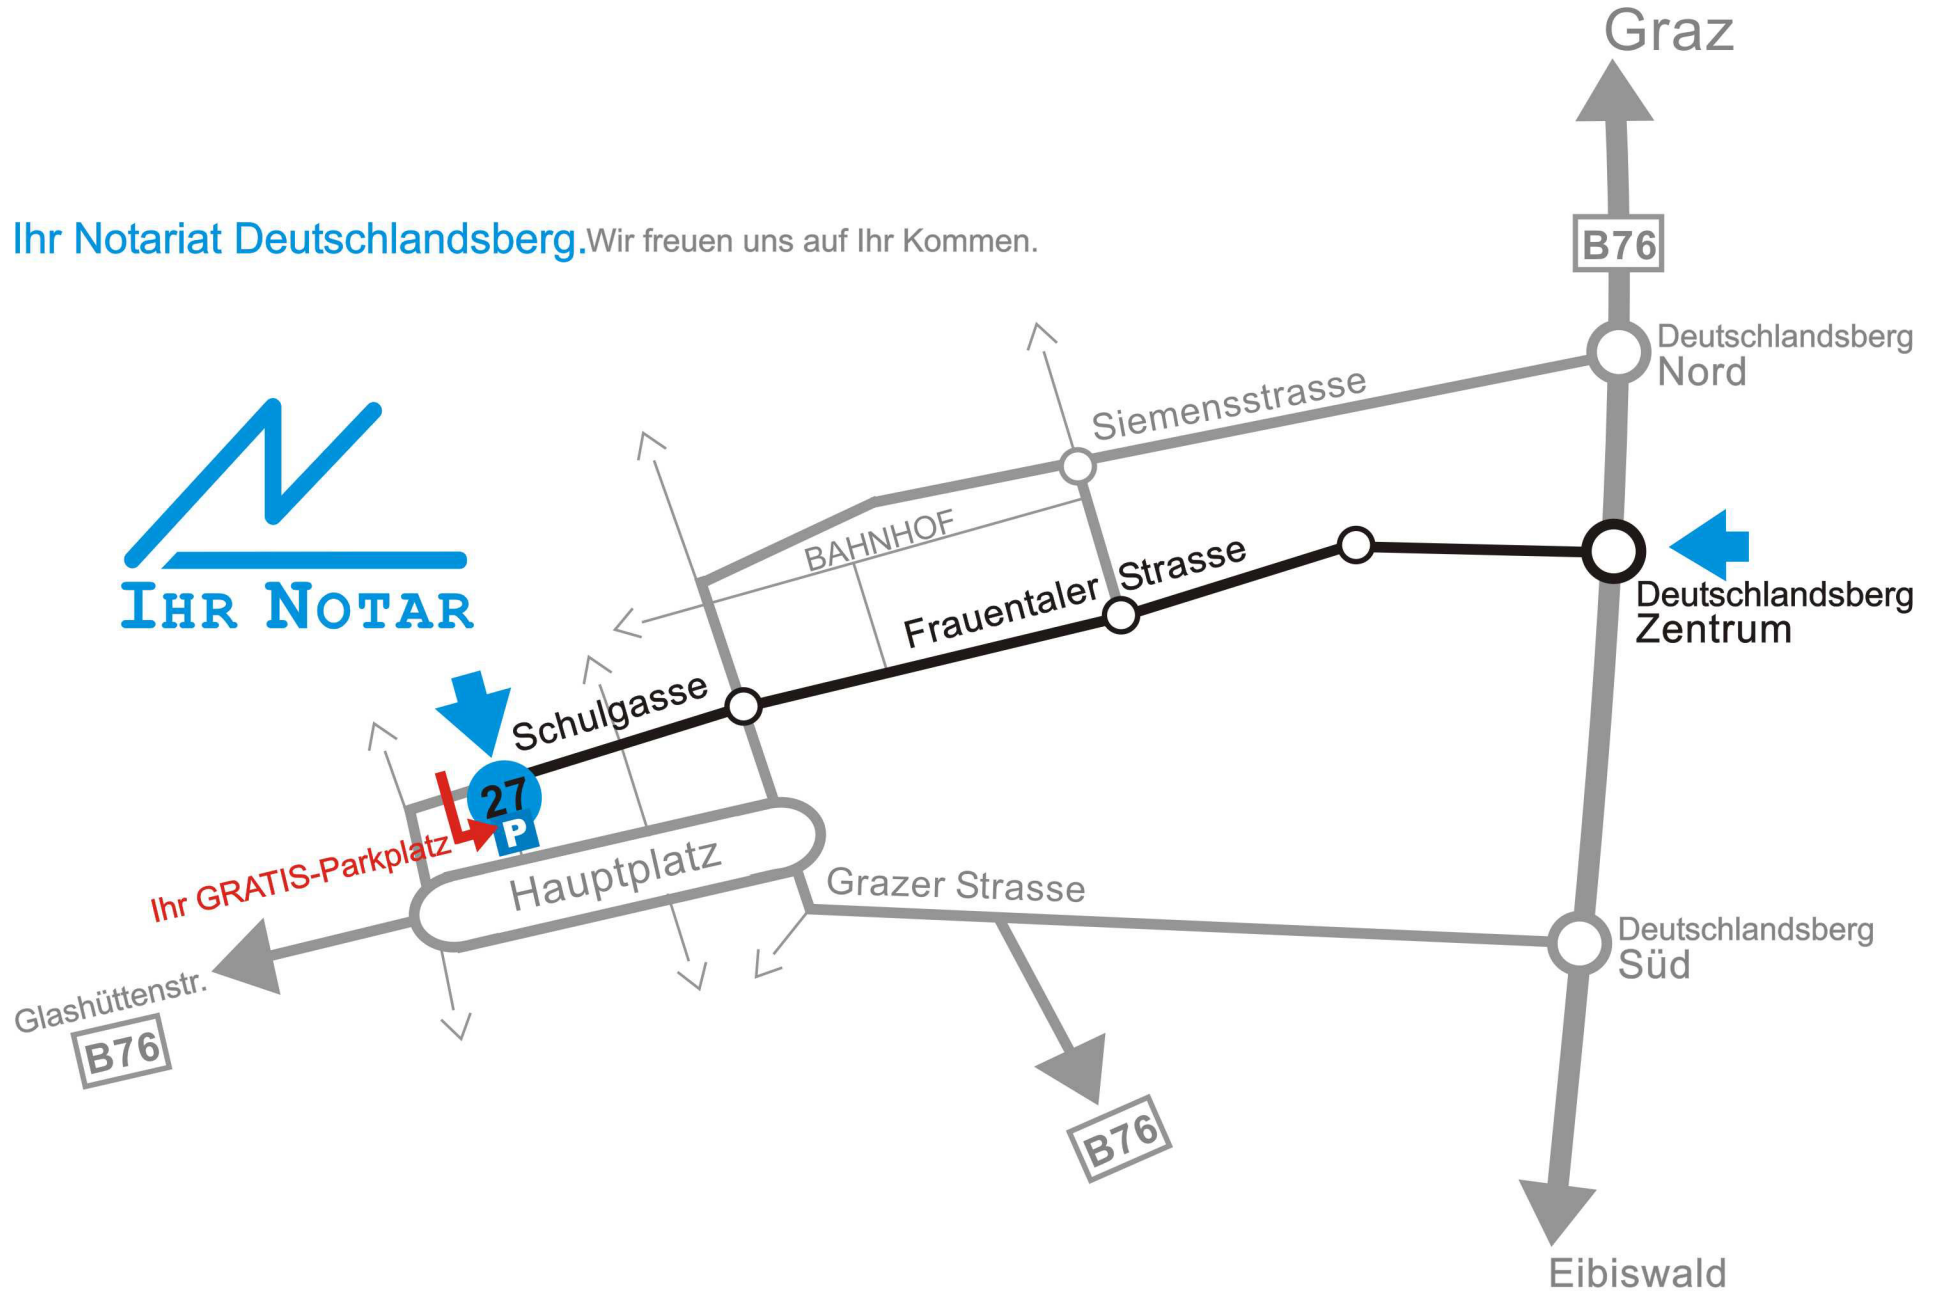 Graz
B76
Ihr Notariat Deutschlandsberg. Wir freuen uns auf Ihr Kommen.
Deutschlandsberg
Nord
Siemensstrasse
BAHNHOF
Frauentaler Strasse
Deutschlandsberg
Zentrum
IHR NOTAR
Schulgasse
27
P
Ihr GRATIS-Parkplatz
Hauptplatz
Grazer Strasse
Deutschlandsberg
Süd
Glashüttenstr.
B76
B76
Eibiswald